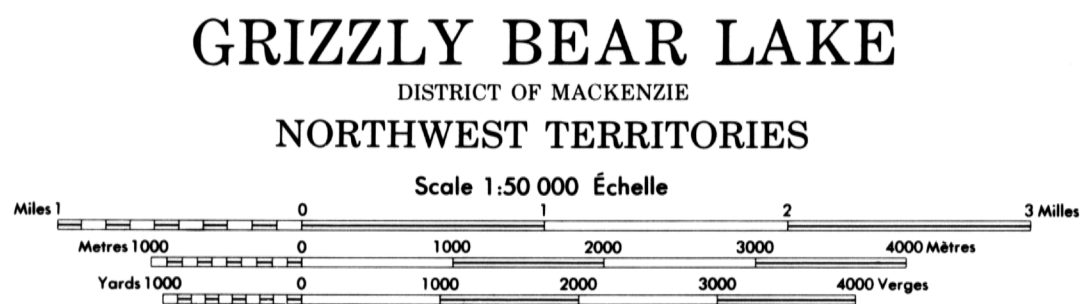 GRIZZLY BEAR LAKE
DISTRICT OF MACKENZIE
NORTHWEST TERRITORIES
Scale 1:50 000 Échelle
Miles 1 0 1 2 3 Milles
Metres 1000 0 1000 2000 3000 4000 Mètres
Yards 1000 0 1000 2000 3000 4000 Verges